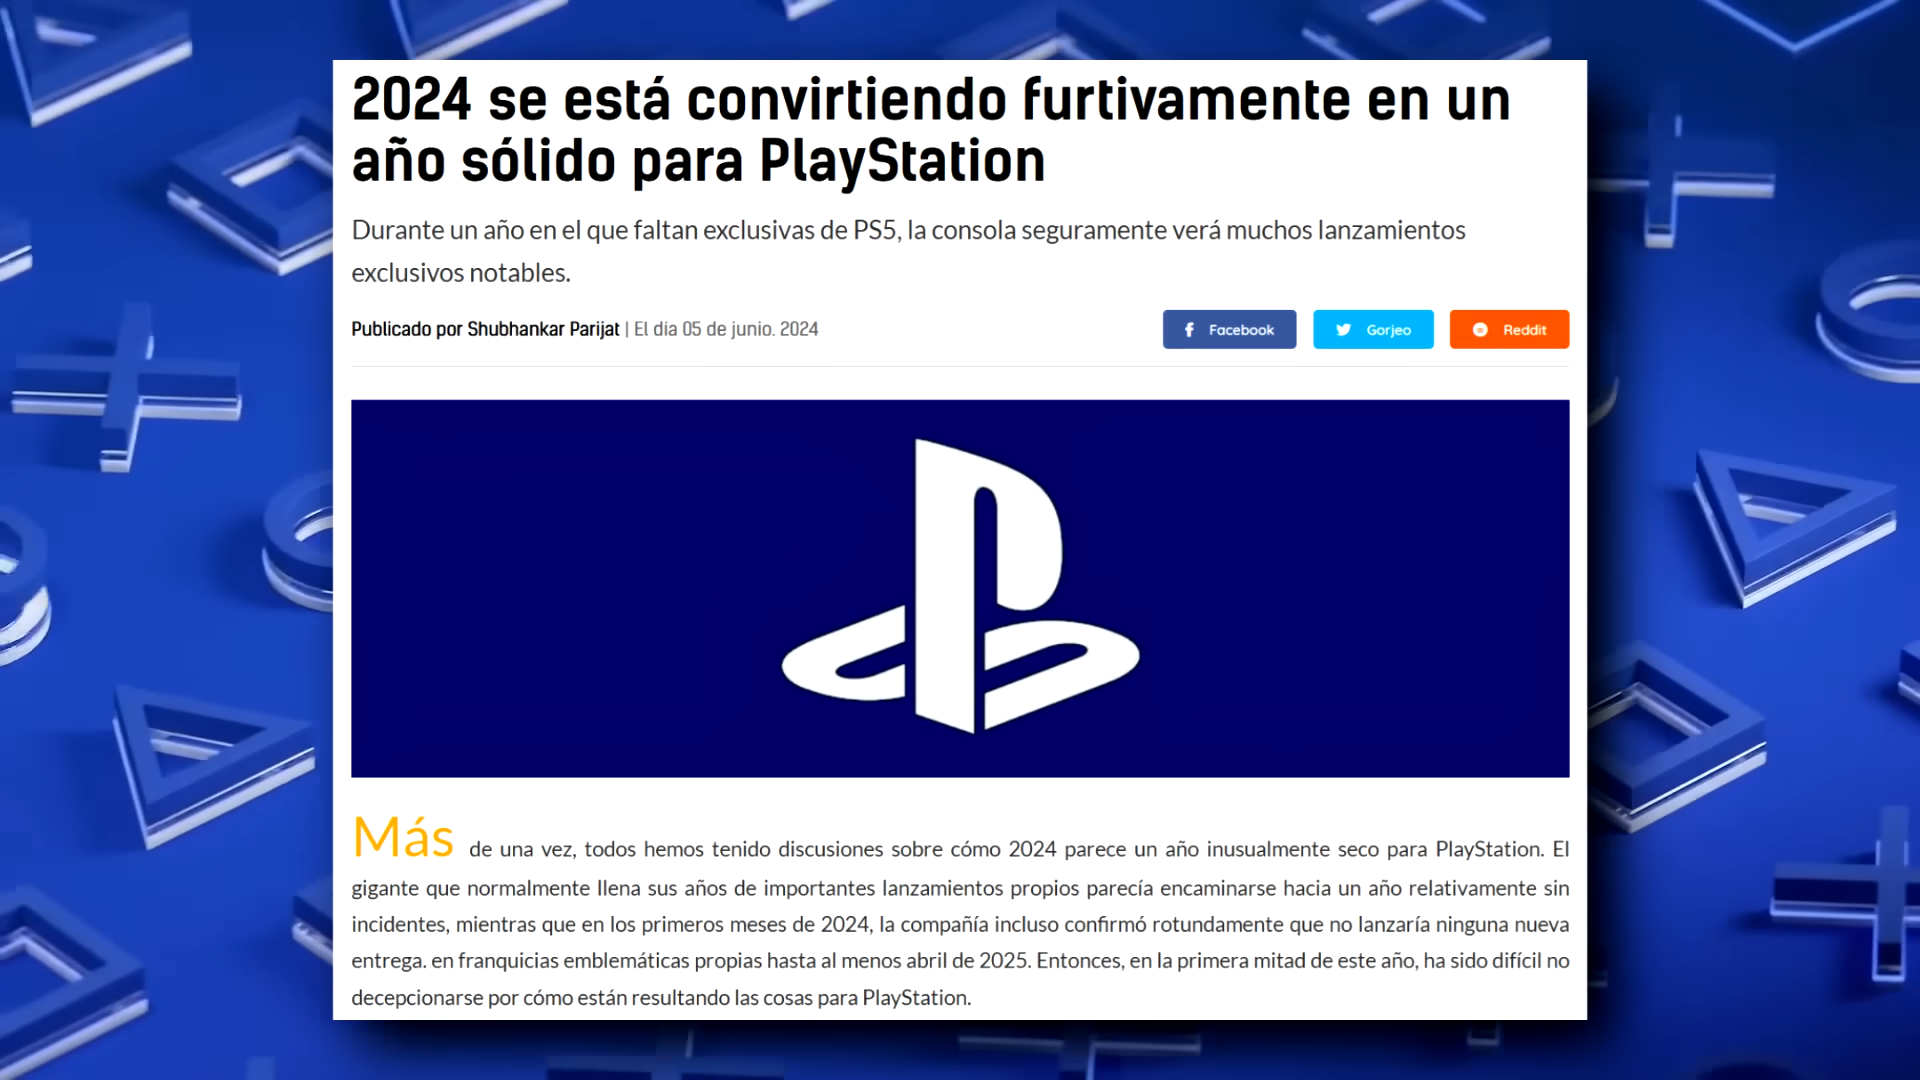 2024 se está convirtiendo furtivamente en un
año sólido para PlayStation
Durante un año en el que faltan exclusivas de PS5, la consola seguramente verá muchos lanzamientos
exclusivos notables.
Publicado por Shubhankar Parijat | El dia 05 de junio. 2024
Facebook
Gorjeo
Reddit
Más de una vez, todos hemos tenido discusiones sobre cómo 2024 parece un año inusualmente seco para PlayStation. El
gigante que normalmente llena sus años de importantes lanzamientos propios parecía encaminarse hacia un año relativamente sin
incidentes, mientras que en los primeros meses de 2024, la compañía incluso confirmó rotundamente que no lanzaría ninguna nueva
entrega. en franquicias emblemáticas propias hasta al menos abril de 2025. Entonces, en la primera mitad de este año, ha sido difícil no
decepcionarse por cómo están resultando las cosas para PlayStation.